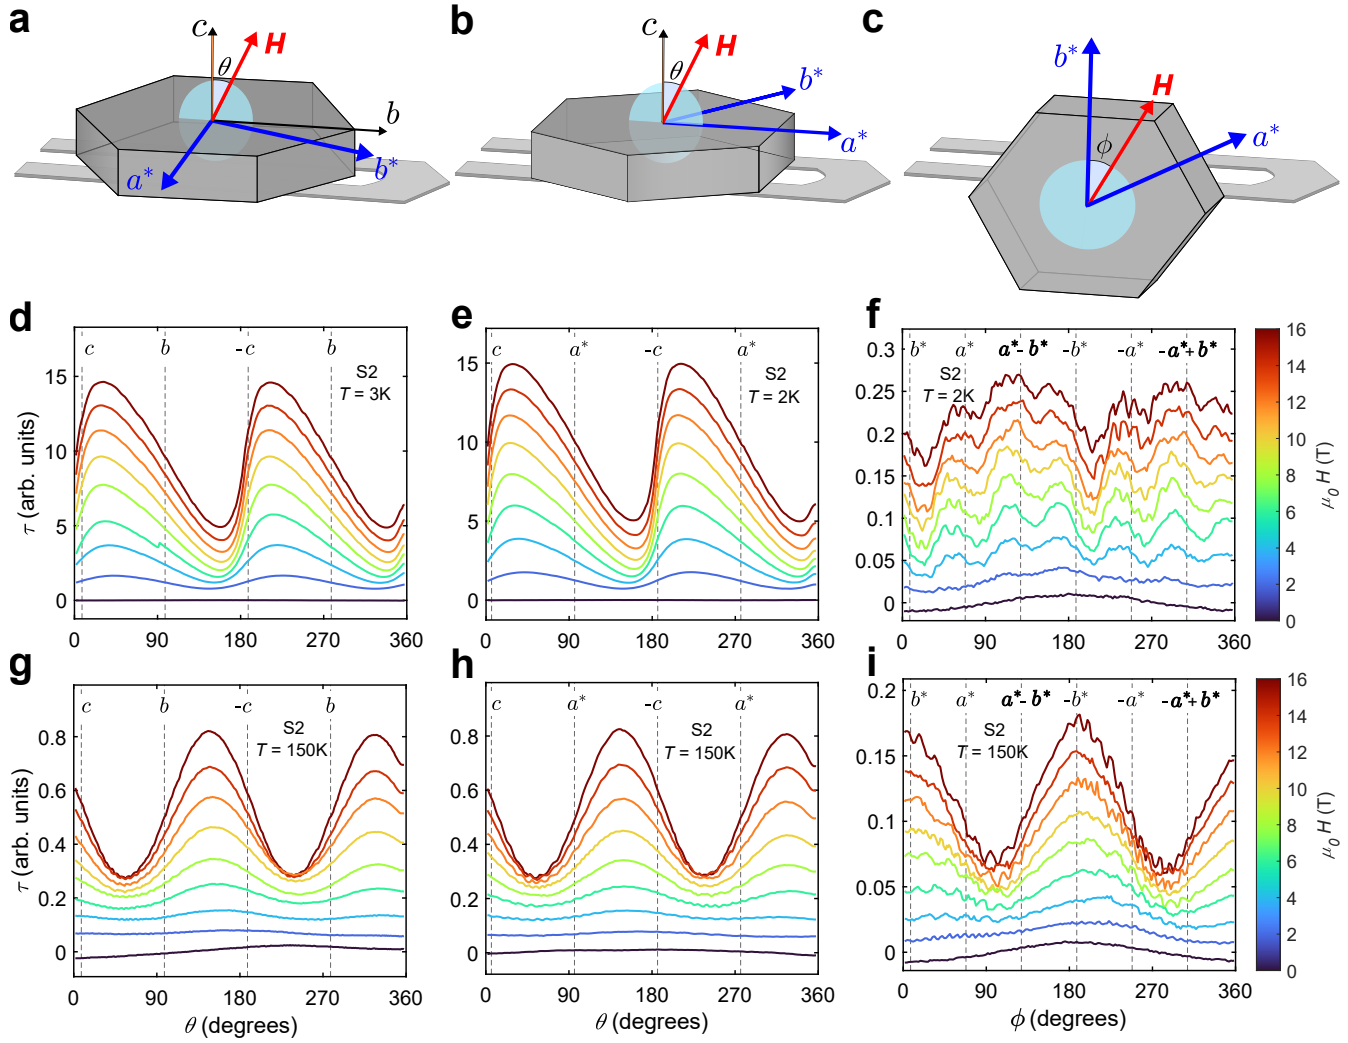 a
b
c
c
H
θ
b
b*
a*
c
H
θ
b*
a*
b*
H
ϕ
a*
d
e
f
c b -c b
S2
T = 3K
15
10
5
0
τ (arb. units)
0 90 180 270 360
c a* -c a*
S2
T = 2K
15
10
5
0
0 90 180 270 360
b* a* a*- b* -b* -a* -a*+ b*
S2
T = 2K
0.3
0.25
0.2
0.15
0.1
0.05
0
0 90 180 270 360
16
14
12
10
8
6
4
2
0
μ0 H (T)
g
h
i
c b -c b
S2
T = 150K
0.8
0.6
0.4
0.2
0
τ (arb. units)
0 90 180 270 360
θ (degrees)
c a* -c a*
S2
T = 150K
0.8
0.6
0.4
0.2
0
0 90 180 270 360
θ (degrees)
b* a* a*- b* -b* -a* -a*+ b*
S2
T = 150K
0.2
0.15
0.1
0.05
0
0 90 180 270 360
ϕ (degrees)
16
14
12
10
8
6
4
2
0
μ0 H (T)